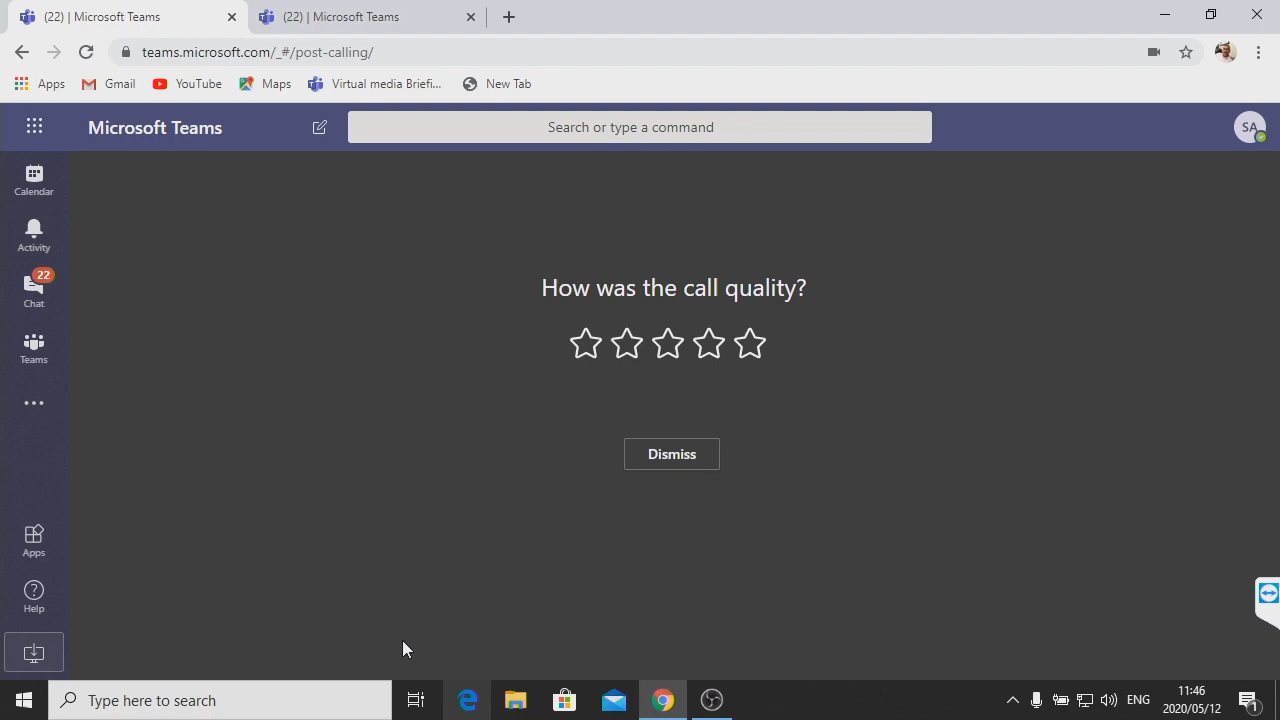 (22) | Microsoft Teams
(22) | Microsoft Teams
teams.microsoft.com/_#/post-calling/
Apps
Gmail
YouTube
Maps
Virtual media Briefi...
New Tab
Microsoft Teams
Search or type a command
SA
Calendar
Activity
22
Chat
Teams
How was the call quality?
Dismiss
Apps
Help
Type here to search
ENG
11:46
2020/05/12
1